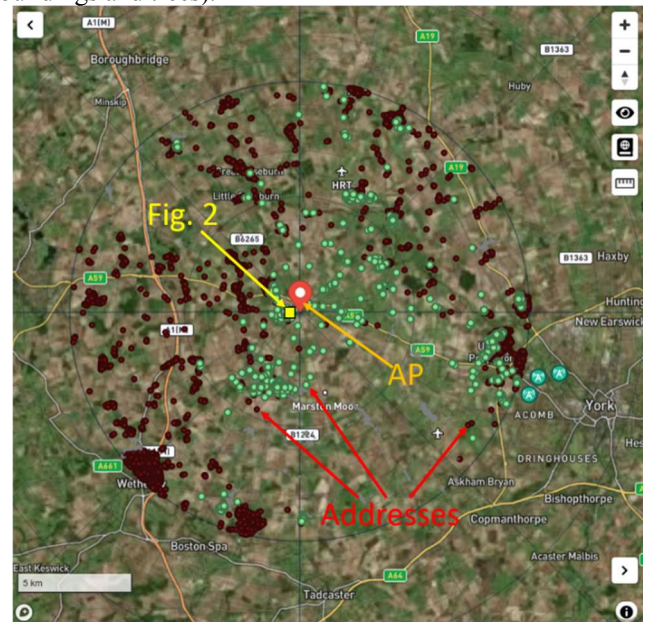 A1(M)
A19
B1363
Boroughbridge
Huby
Minskip
A19
HRT
Fig. 2
B6265
B1363
Haxby
A59
New Earswick
A59
AP
Marston Moor
ACOMB
York
B1224
DRINGHOUSES
A661
Askham Bryan
Bishopthorpe
Addresses
Copmanthorpe
Boston Spa
Acaster Malbis
East Keswick
A64
5 km
Tadcaster